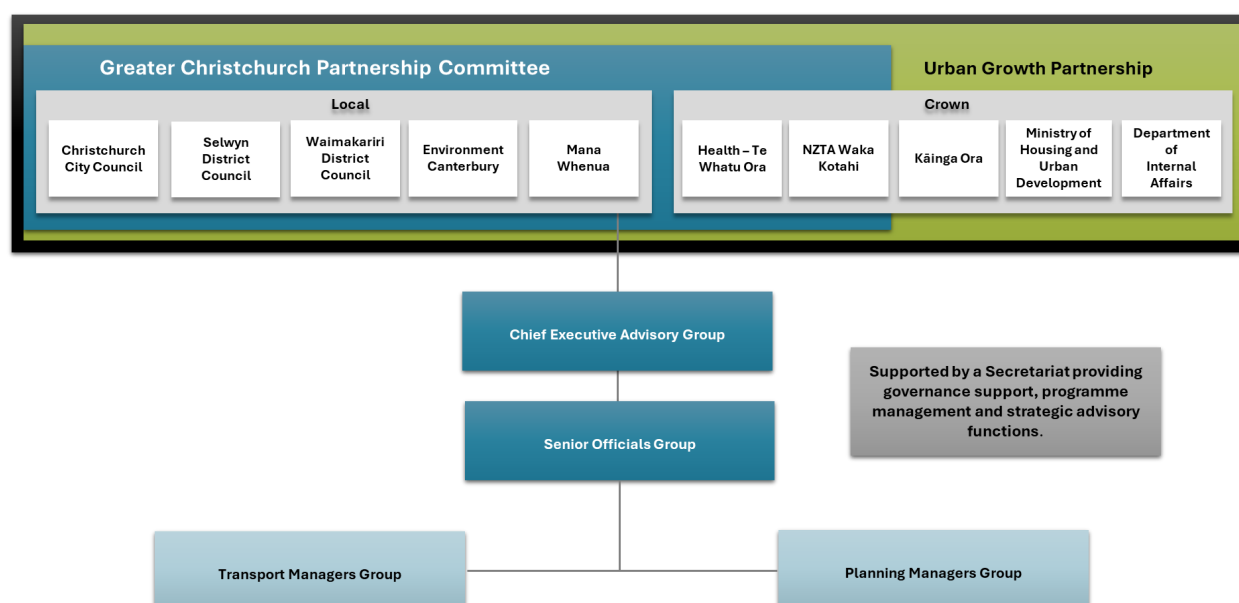 Greater Christchurch Partnership Committee
Urban Growth Partnership
Local
Christchurch
City Council
Selwyn
District
Council
Waimakariri
District
Council
Environment
Canterbury
Mana
Whenua
Crown
Health – Te
Whatu Ora
NZTA Waka
Kotahi
Kāinga Ora
Ministry of
Housing and
Urban
Development
Department
of
Internal
Affairs
Chief Executive Advisory Group
Supported by a Secretariat providing
governance support, programme
management and strategic advisory
functions.
Senior Officials Group
Transport Managers Group
Planning Managers Group